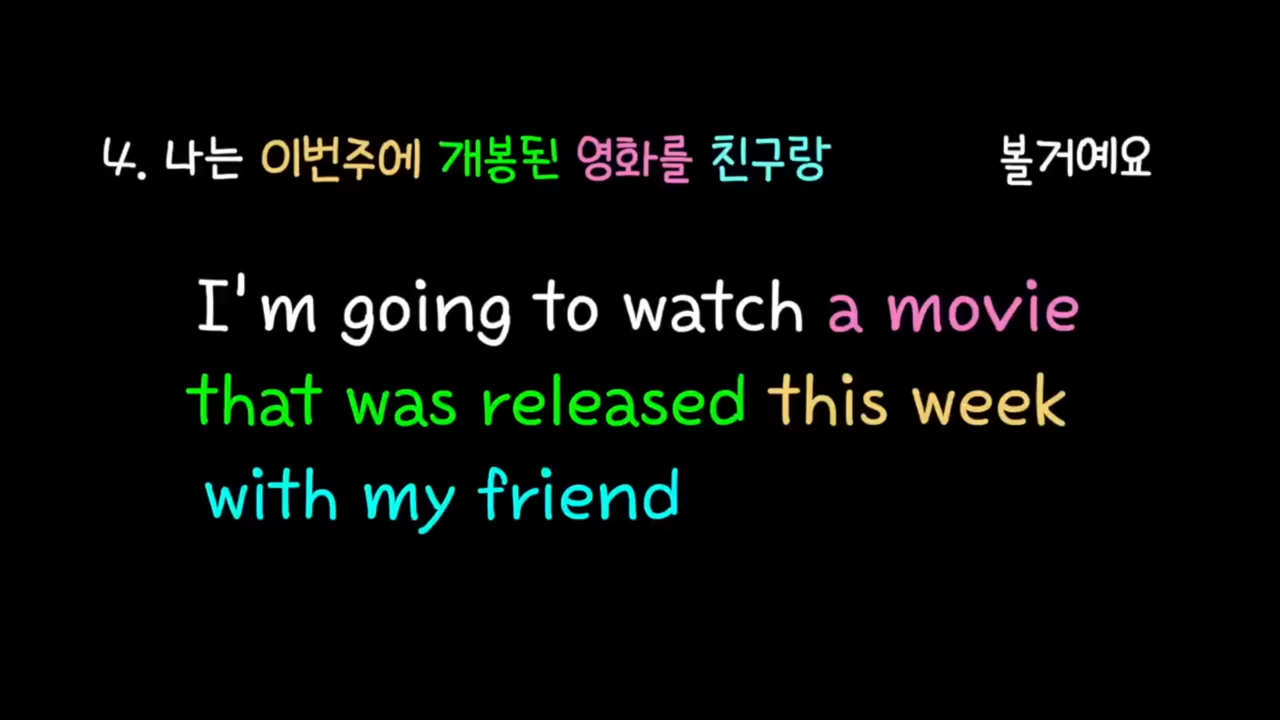 4. 나는 이번주에 개봉된 영화를 친구랑 볼거예요
I'm going to watch a movie
that was released this week
with my friend